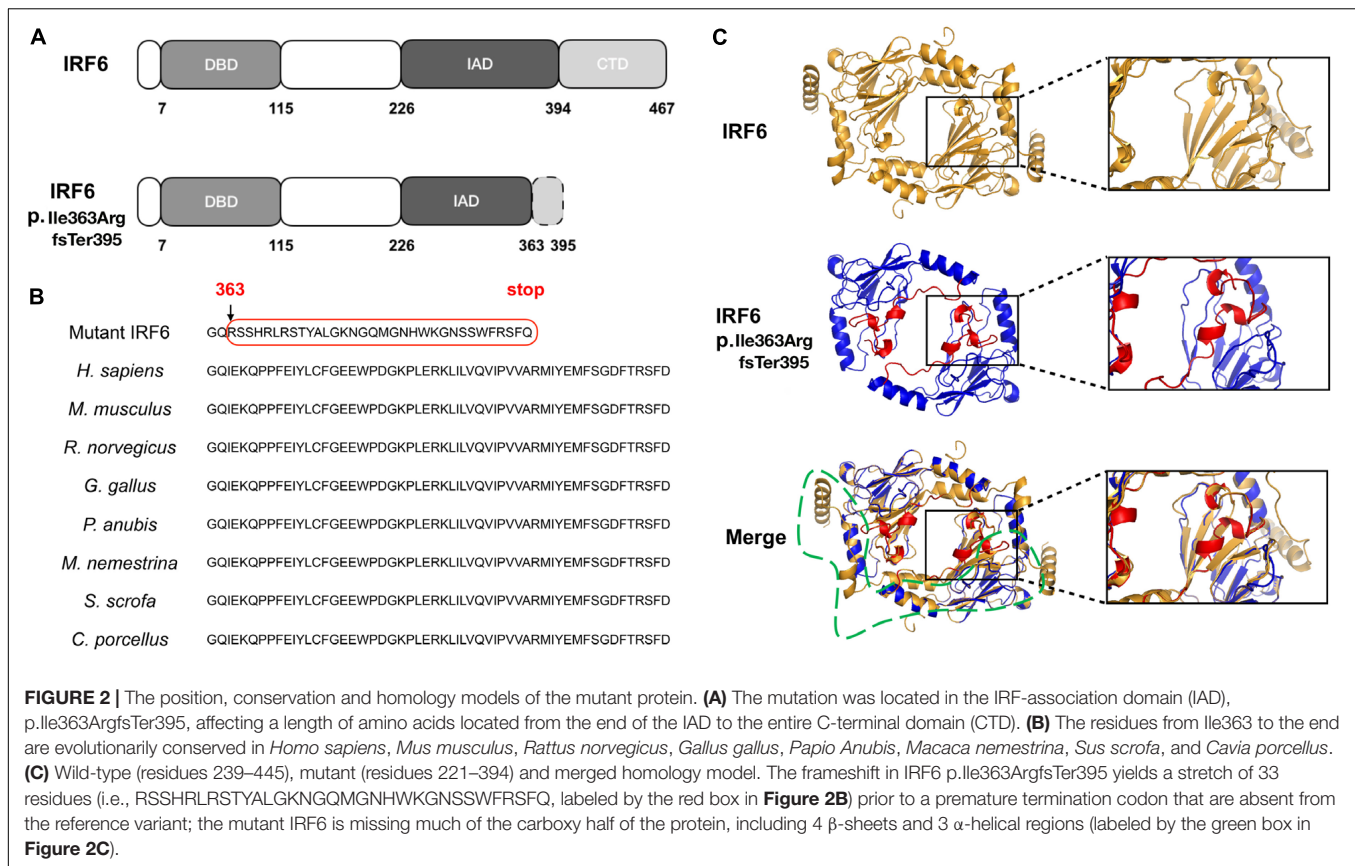 A
IRF6
DBD
IAD
CTD
7 115 226 394 467
IRF6
p.Ile363Arg
fsTer395
DBD
IAD
7 115 226 363 395
B
363 stop
Mutant IRF6 GQRSSHRLRSTYALGKNGQMGNHWKGNSSWFRSFQ
H. sapiens GQIEKQPPFEIYLCFGEEWPDGKPLERKLILVQVIPVVARMIYEMFSGDFTRSFD
M. musculus GQIEKQPPFEIYLCFGEEWPDGKPLERKLILVQVIPVVARMIYEMFSGDFTRSFD
R. norvegicus GQIEKQPPFEIYLCFGEEWPDGKPLERKLILVQVIPVVARMIYEMFSGDFTRSFD
G. gallus GQIEKQPPFEIYLCFGEEWPDGKPLERKLILVQVIPVVARMIYEMFSGDFTRSFD
P. anubis GQIEKQPPFEIYLCFGEEWPDGKPLERKLILVQVIPVVARMIYEMFSGDFTRSFD
M. nemestrina GQIEKQPPFEIYLCFGEEWPDGKPLERKLILVQVIPVVARMIYEMFSGDFTRSFD
S. scrofa GQIEKQPPFEIYLCFGEEWPDGKPLERKLILVQVIPVVARMIYEMFSGDFTRSFD
C. porcellus GQIEKQPPFEIYLCFGEEWPDGKPLERKLILVQVIPVVARMIYEMFSGDFTRSFD
C
IRF6
IRF6
p.Ile363Arg
fsTer395
Merge
FIGURE 2 | The position, conservation and homology models of the mutant protein. (A) The mutation was located in the IRF-association domain (IAD),
p.Ile363ArgfsTer395, affecting a length of amino acids located from the end of the IAD to the entire C-terminal domain (CTD). (B) The residues from Ile363 to the end
are evolutionarily conserved in Homo sapiens, Mus musculus, Rattus norvegicus, Gallus gallus, Papio Anubis, Macaca nemestrina, Sus scrofa, and Cavia porcellus.
(C) Wild-type (residues 239–445), mutant (residues 221–394) and merged homology model. The frameshift in IRF6 p.Ile363ArgfsTer395 yields a stretch of 33
residues (i.e., RSSHRLRSTYALGKNGQMGNHWKGNSSWFRSFQ, labeled by the red box in Figure 2B) prior to a premature termination codon that are absent from
the reference variant; the mutant IRF6 is missing much of the carboxy half of the protein, including 4 β-sheets and 3 α-helical regions (labeled by the green box in
Figure 2C).